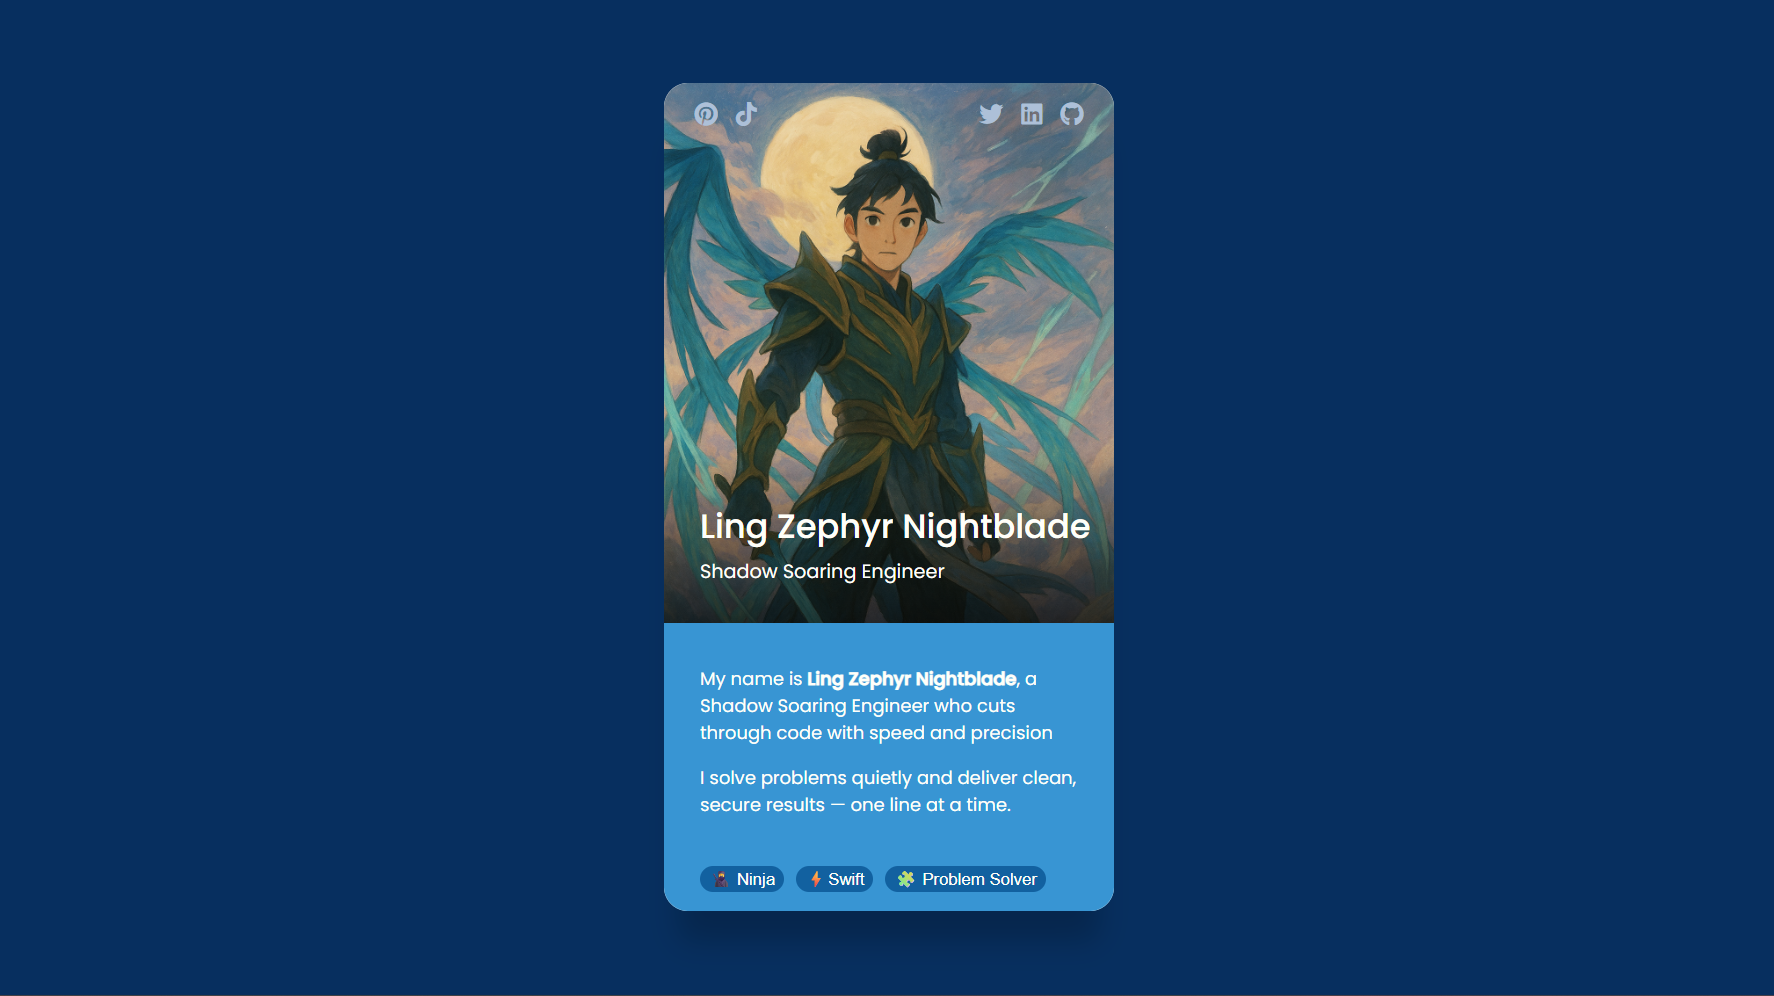 Ling Zephyr Nightblade
Shadow Soaring Engineer
My name is Ling Zephyr Nightblade, a
Shadow Soaring Engineer who cuts
through code with speed and precision
I solve problems quietly and deliver clean,
secure results — one line at a time.
🥷 Ninja ⚡ Swift 🧩 Problem Solver